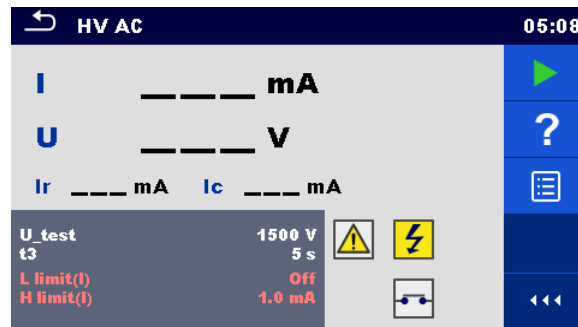 HV AC 05:08
I ___ mA
U ___ V
Ir ___ mA Ic ___ mA
U_test 1500 V
t3 5 s
L limit(I) Off
H limit(I) 1.0 mA
?